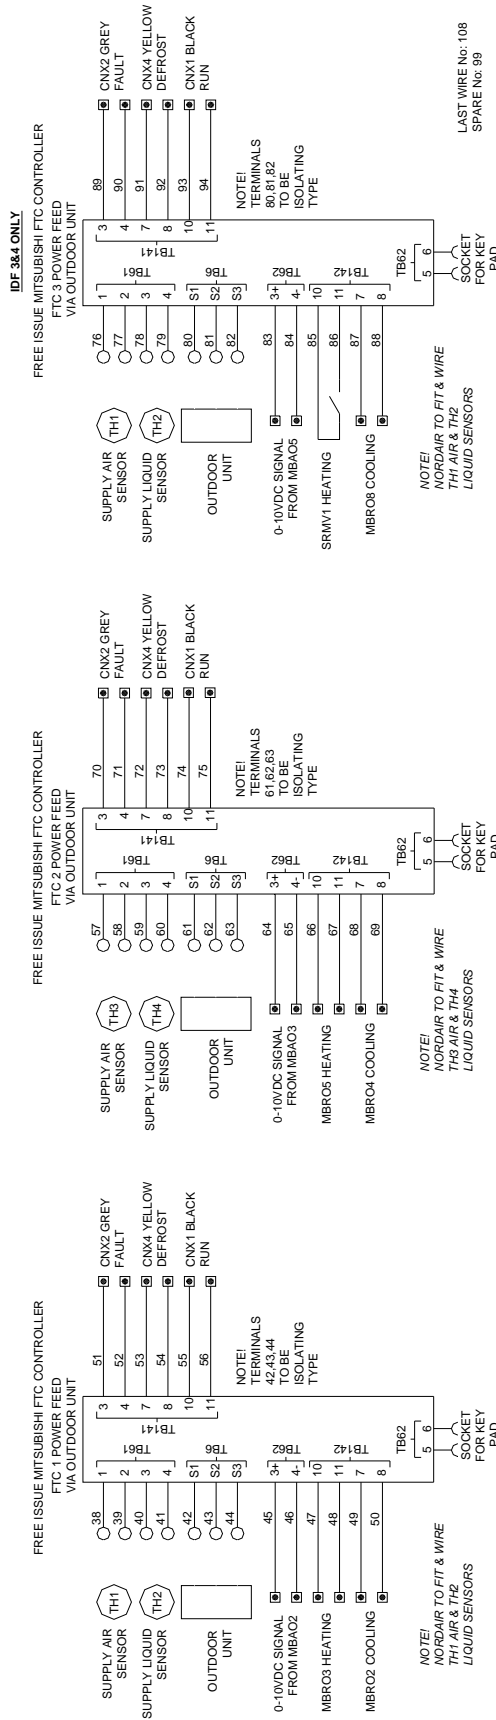 FREE ISSUE MITSUBISHI FTC CONTROLLER
FTC 1 POWER FEED
VIA OUTDOOR UNIT
SUPPLY AIR
SENSOR
TH1
SUPPLY LIQUID
SENSOR
TH2
OUTDOOR
UNIT
0-10VDC SIGNAL
FROM MBAO2
MBRO3 HEATING
MBRO2 COOLING
38 1
39 2
40 3
41 4
TB61
42 S1
43 S2
44 S3
TB6
45 3+
46 4-
TB62
47 10
48 11
49 7
50 8
TB142
3 51
4 52
7 53
8 54
10 55
11 56
TB141
CNX2 GREY
FAULT
CNX4 YELLOW
DEFROST
CNX1 BLACK
RUN
NOTE!
TERMINALS
42,43,44
TO BE
ISOLATING
TYPE
TB62
5 6
SOCKET
FOR KEY
PAD
NOTE!
NORDAIR TO FIT & WIRE
TH1 AIR & TH2
LIQUID SENSORS
FREE ISSUE MITSUBISHI FTC CONTROLLER
FTC 2 POWER FEED
VIA OUTDOOR UNIT
SUPPLY AIR
SENSOR
TH3
SUPPLY LIQUID
SENSOR
TH4
OUTDOOR
UNIT
0-10VDC SIGNAL
FROM MBAO3
MBRO5 HEATING
MBRO4 COOLING
57 1
58 2
59 3
60 4
TB61
61 S1
62 S2
63 S3
TB6
64 3+
65 4-
TB62
66 10
67 11
68 7
69 8
TB142
3 70
4 71
7 72
8 73
10 74
11 75
TB141
CNX2 GREY
FAULT
CNX4 YELLOW
DEFROST
CNX1 BLACK
RUN
NOTE!
TERMINALS
61,62,63
TO BE
ISOLATING
TYPE
TB62
5 6
SOCKET
FOR KEY
PAD
NOTE!
NORDAIR TO FIT & WIRE
TH3 AIR & TH4
LIQUID SENSORS
IDF 3&4 ONLY
FREE ISSUE MITSUBISHI FTC CONTROLLER
FTC 3 POWER FEED
VIA OUTDOOR UNIT
SUPPLY AIR
SENSOR
TH1
SUPPLY LIQUID
SENSOR
TH2
OUTDOOR
UNIT
0-10VDC SIGNAL
FROM MBAO5
SRMV1 HEATING
MBRO8 COOLING
76 1
77 2
78 3
79 4
TB61
80 S1
81 S2
82 S3
TB6
83 3+
84 4-
TB62
85 10
86 11
87 7
88 8
TB142
3 89
4 90
7 91
8 92
10 93
11 94
TB141
CNX2 GREY
FAULT
CNX4 YELLOW
DEFROST
CNX1 BLACK
RUN
NOTE!
TERMINALS
80,81,82
TO BE
ISOLATING
TYPE
TB62
5 6
SOCKET
FOR KEY
PAD
NOTE!
NORDAIR TO FIT & WIRE
TH1 AIR & TH2
LIQUID SENSORS
LAST WIRE No: 108
SPARE No: 99